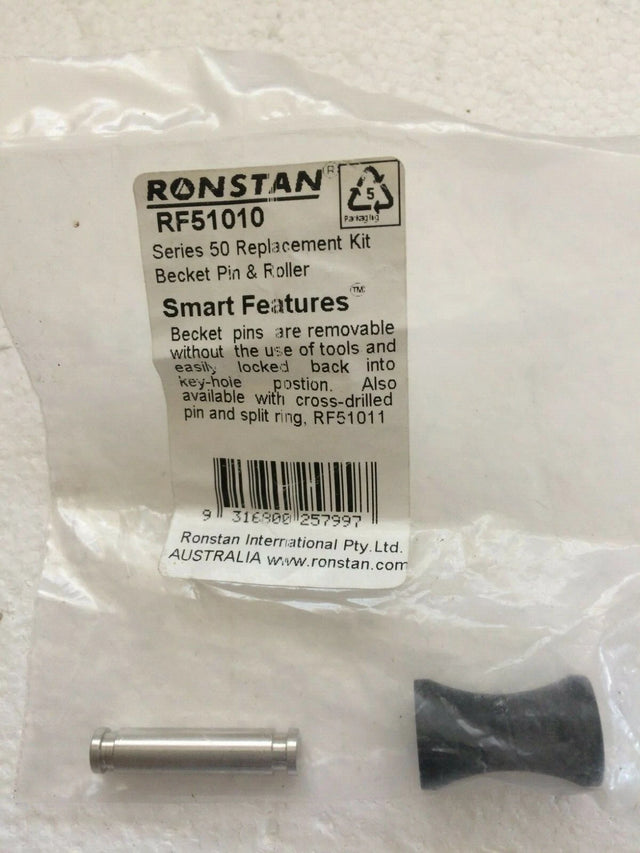 RONSTAN®
5
Packaging
RF51010
Series 50 Replacement Kit
Becket Pin & Roller
Smart Features™
Becket pins are removable
without the use of tools and
easily locked back into
key-hole postion. Also
available with cross-drilled
pin and split ring, RF51011
9 316800 257997
Ronstan International Pty.Ltd.
AUSTRALIA www.ronstan.com